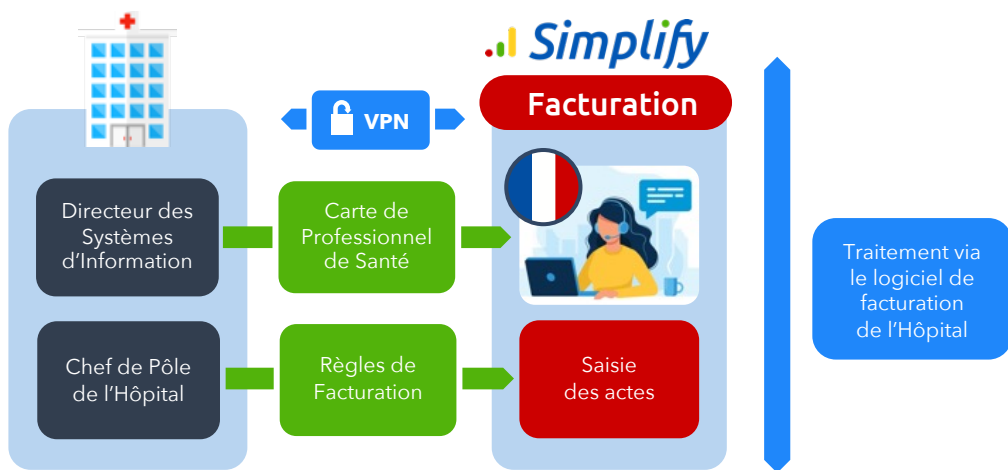 Simplify
Facturation
VPN
Directeur des
Systèmes
d’Information
Carte de
Professionnel
de Santé
Traitement via
le logiciel de
facturation
de l’Hôpital
Chef de Pôle
de l’Hôpital
Règles de
Facturation
Saisie
des actes